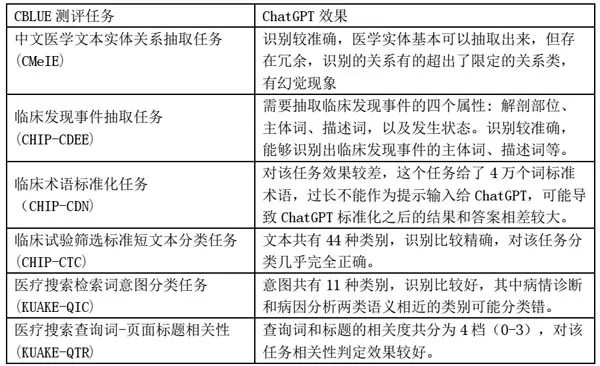 CBLUE 测评任务
ChatGPT 效果
中文医学文本实体关系抽取任务
(CMeIE)
识别较准确，医学实体基本可以抽取出来，但存
在冗余，识别的关系有的超出了限定的关系类，
有幻觉现象
临床发现事件抽取任务
(CHIP-CDEE)
需要抽取临床发现事件的四个属性: 解剖部位、
主体词、描述词，以及发生状态。识别较准确，
能够识别出临床发现事件的主体词、描述词等。
临床术语标准化任务
（CHIP-CDN)
对该任务效果较差，这个任务给了 4 万个词标准
术语，过长不能作为提示输入给 ChatGPT，可能导
致 ChatGPT 标准化之后的结果和答案相差较大。
临床试验筛选标准短文本分类任务
(CHIP-CTC)
文本共有 44 种类别，识别比较精确，对该任务分
类几乎完全正确。
医疗搜索检索词意图分类任务
(KUAKE-QIC)
意图共有 11 种类别，识别比较好，其中病情诊断
和病因分析两类语义相近的类别可能分类错。
医疗搜索查询词-页面标题相关性
(KUAKE-QTR)
查询词和标题的相关度共分为 4 档（0-3），对该
任务相关性判定效果较好。